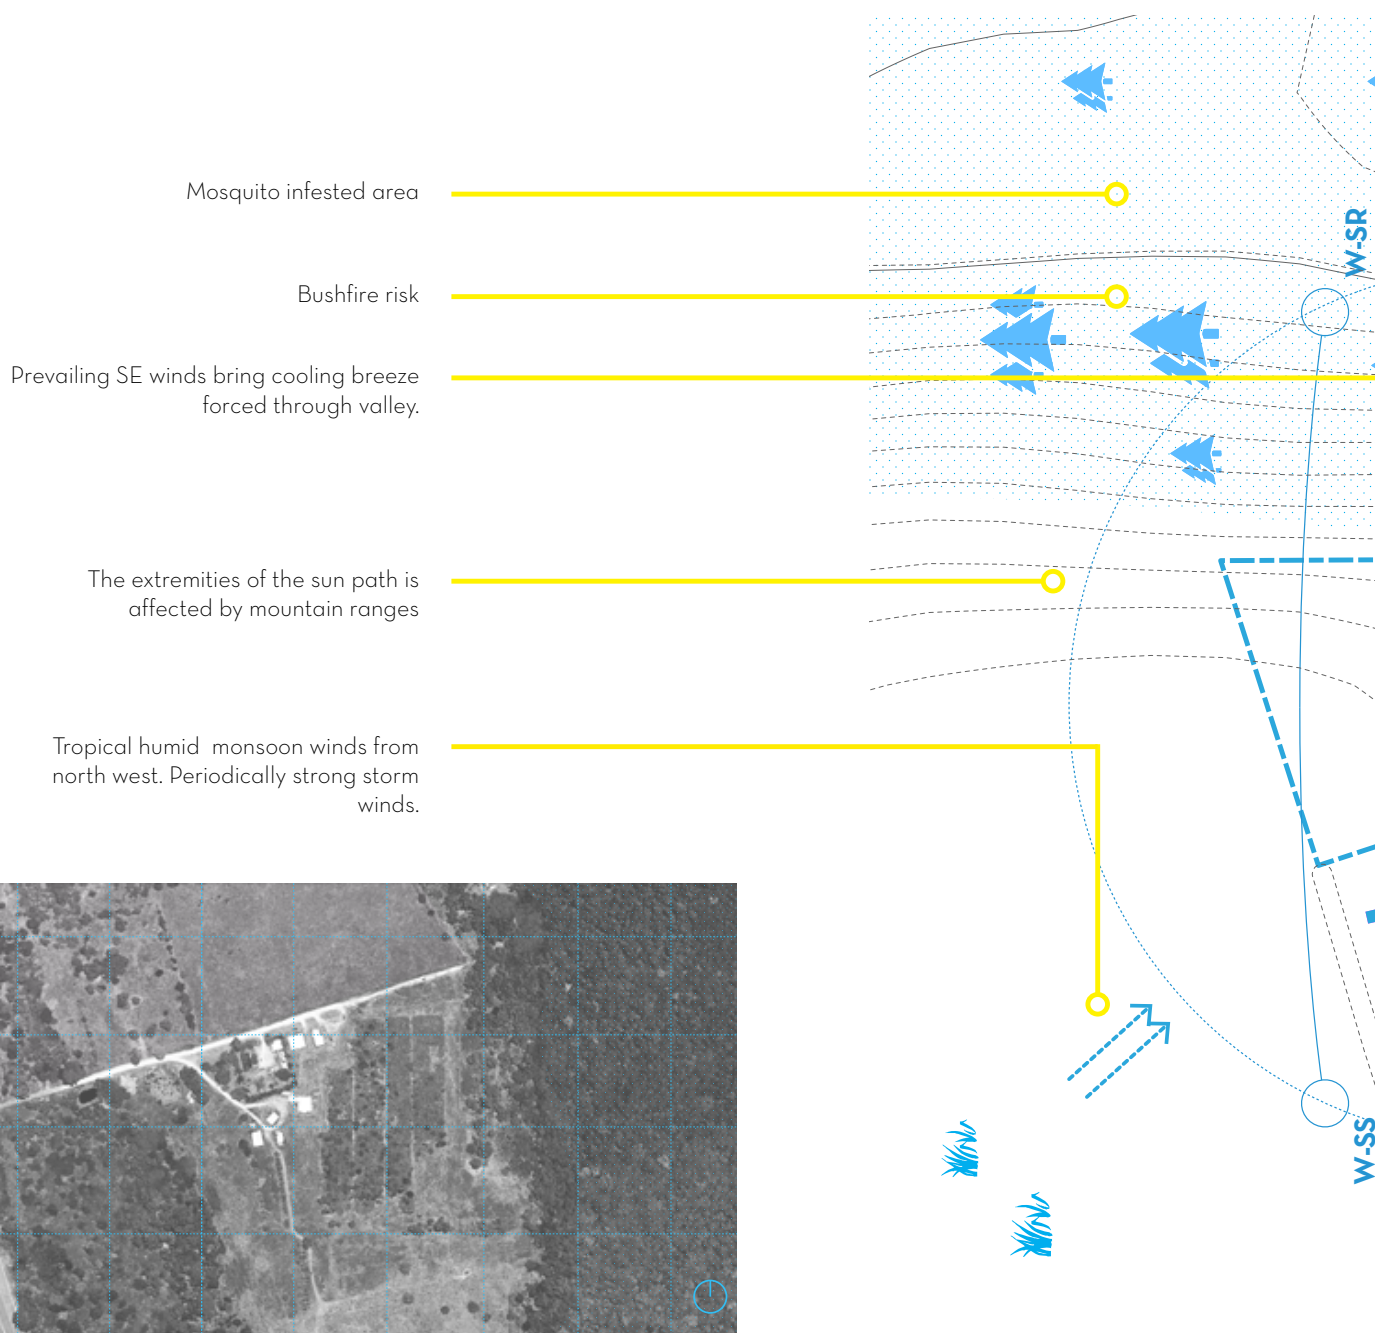 Mosquito infested area
Bushfire risk
Prevailing SE winds bring cooling breeze
forced through valley.
The extremities of the sun path is
affected by mountain ranges
Tropical humid  monsoon winds from
north west. Periodically strong storm
winds.
W-SR
W-SS